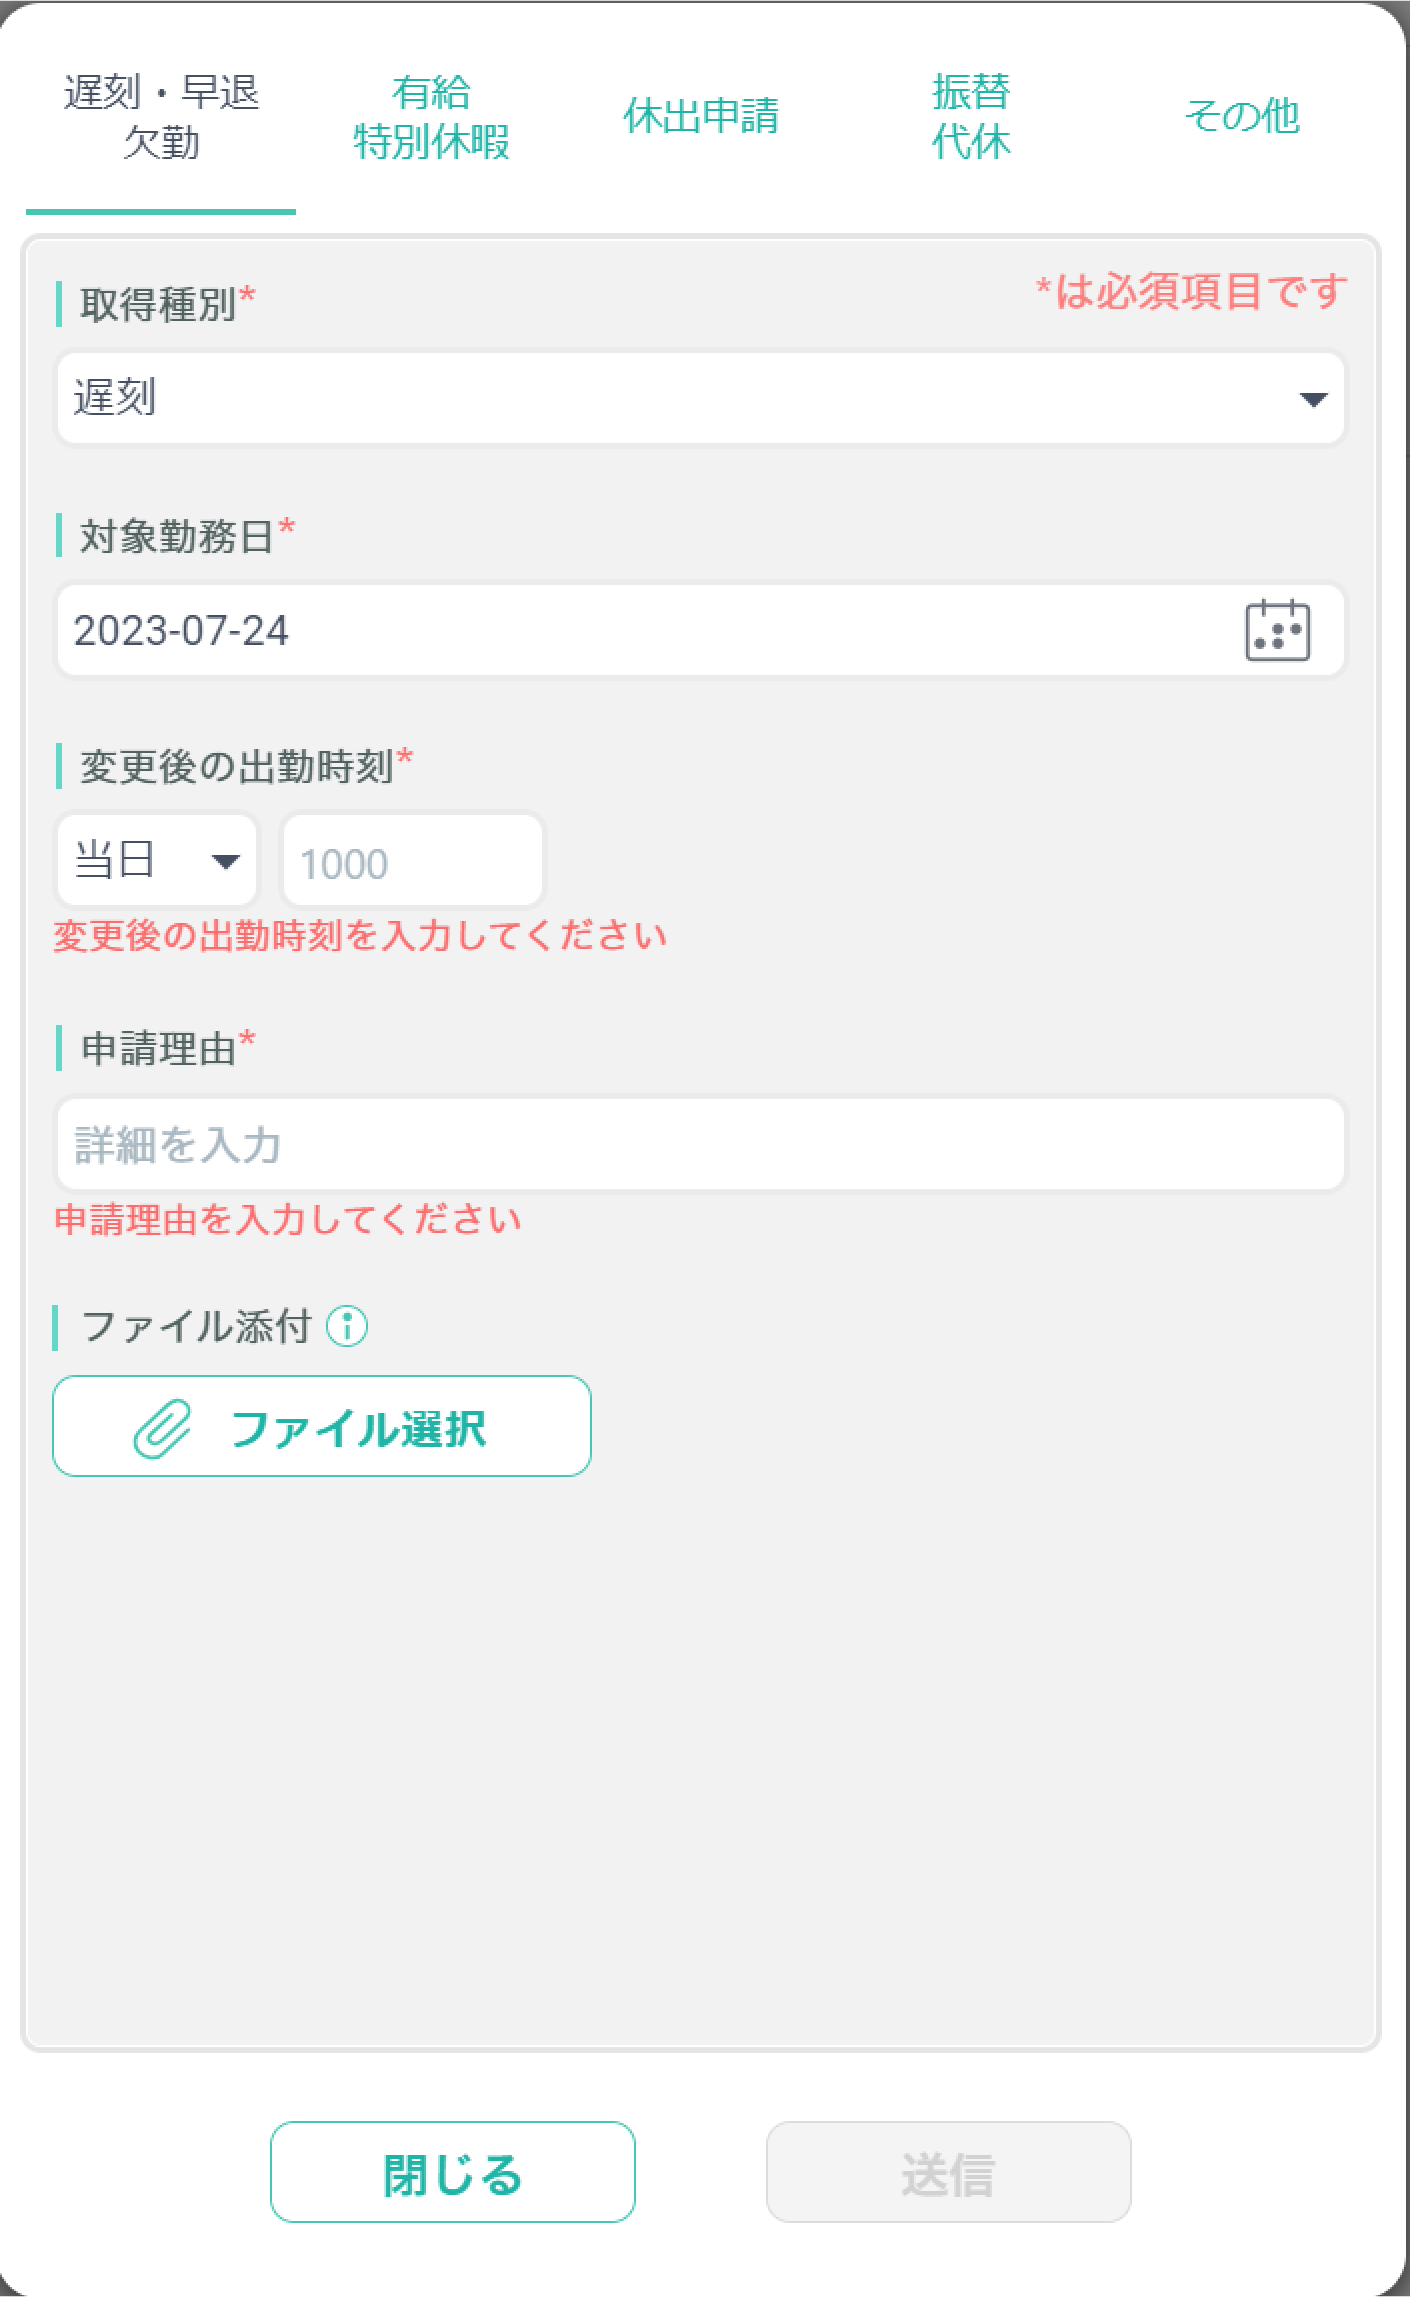 遅刻・早退
欠勤
有給
特別休暇
休出申請
振替
代休
その他
取得種別*
*は必須項目です
遅刻
対象勤務日*
2023-07-24
変更後の出勤時刻*
当日 1000
変更後の出勤時刻を入力してください
申請理由*
詳細を入力
申請理由を入力してください
ファイル添付
ファイル選択
閉じる 送信